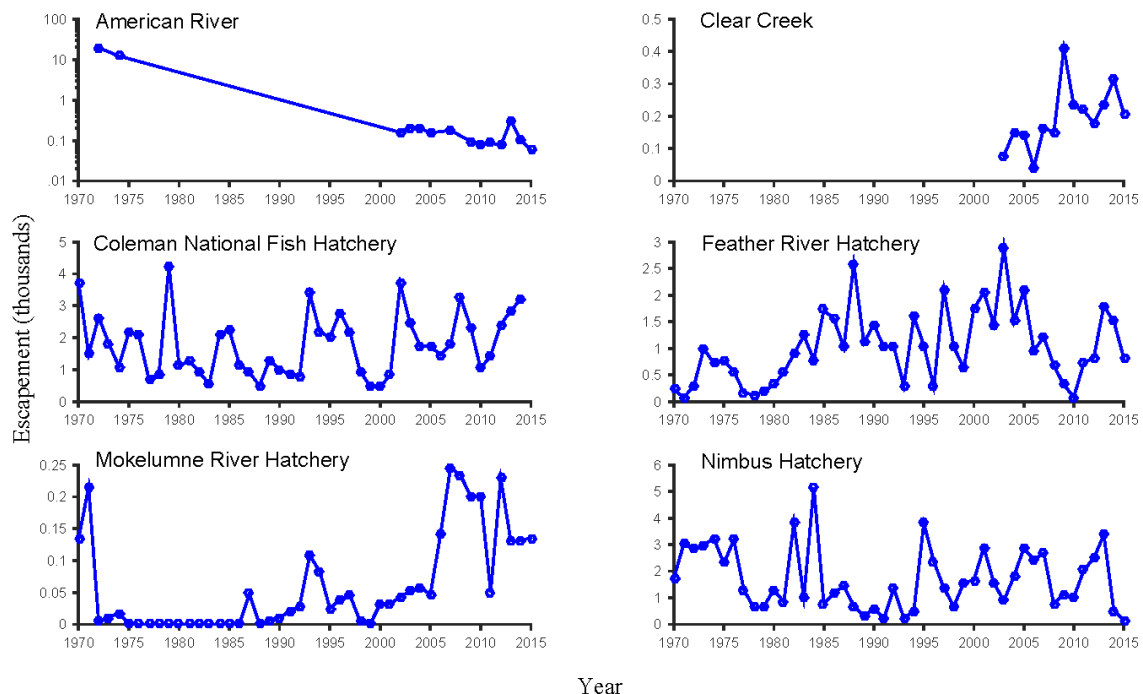 American River
100
10
1
0.1
.01
1970 1975 1980 1985 1990 1995 2000 2005 2010 2015
Clear Creek
0.5
0.4
0.3
0.2
0.1
0
1970 1975 1980 1985 1990 1995 2000 2005 2010 2015
Escapement (thousands)
Coleman National Fish Hatchery
5
4
3
2
1
0
1970 1975 1980 1985 1990 1995 2000 2005 2010 2015
Feather River Hatchery
3
2.5
2
1.5
1
0.5
0
1970 1975 1980 1985 1990 1995 2000 2005 2010 2015
Mokelumne River Hatchery
0.25
0.2
0.15
0.1
0.05
0
1970 1975 1980 1985 1990 1995 2000 2005 2010 2015
Nimbus Hatchery
6
5
4
3
2
1
0
1970 1975 1980 1985 1990 1995 2000 2005 2010 2015
Year